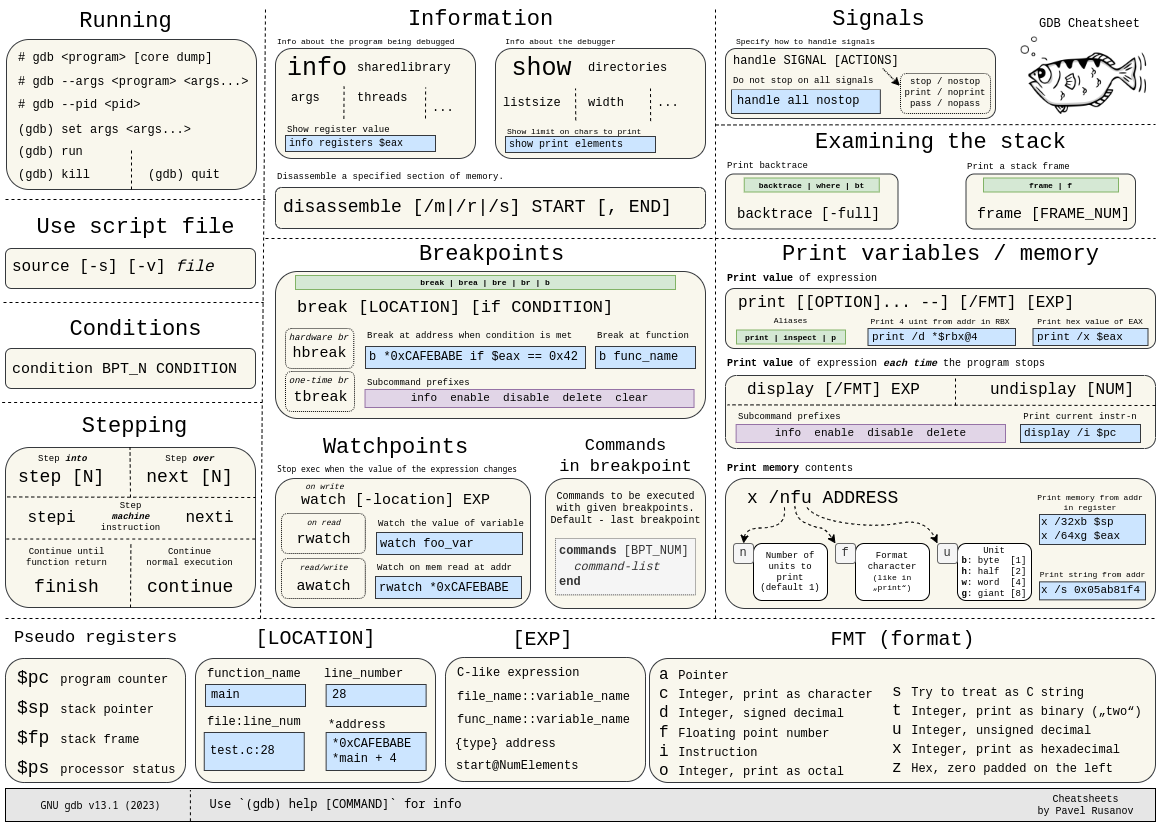 Running
# gdb <program> [core dump]
# gdb --args <program> <args...>
# gdb --pid <pid>
(gdb) set args <args...>
(gdb) run
(gdb) kill
(gdb) quit
Use script file
source [-s] [-v] file
Conditions
condition BPT_N CONDITION
Stepping
Step into
step [N]
Step over
next [N]
stepi
Step
machine
instruction
nexti
Continue until
function return
finish
Continue
normal execution
continue
Information
Info about the program being debugged
info sharedlibrary
args
threads
...
Show register value
info registers $eax
Info about the debugger
show directories
listsize
width
...
Show limit on chars to print
show print elements
Disassemble a specified section of memory.
disassemble [/m|/r|/s] START [, END]
Breakpoints
break | brea | bre | br | b
break [LOCATION] [if CONDITION]
hardware br
hbreak
Break at address when condition is met
b *0xCAFEBABE if $eax == 0x42
Break at function
b func_name
one-time br
tbreak
Subcommand prefixes
info enable disable delete clear
Watchpoints
Stop exec when the value of the expression changes
on write
watch [-location] EXP
on read
rwatch
Watch the value of variable
watch foo_var
read/write
awatch
Watch on mem read at addr
rwatch *0xCAFEBABE
Commands
in breakpoint
Commands to be executed
with given breakpoints.
Default - last breakpoint
commands [BPT_NUM]
command-list
end
Signals
Specify how to handle signals
handle SIGNAL [ACTIONS]
Do not stop on all signals
handle all nostop
stop / nostop
print / noprint
pass / nopass
GDB Cheatsheet
Examining the stack
Print backtrace
backtrace | where | bt
backtrace [-full]
Print a stack frame
frame | f
frame [FRAME_NUM]
Print variables / memory
Print value of expression
print [[OPTION]... --] [/FMT] [EXP]
Aliases
print | inspect | p
Print 4 uint from addr in RBX
print /d *$rbx@4
Print hex value of EAX
print /x $eax
Print value of expression each time the program stops
display [/FMT] EXP
undisplay [NUM]
Subcommand prefixes
info enable disable delete
Print current instr-n
display /i $pc
Print memory contents
x /nfu ADDRESS
n
Number of
units to
print
(default 1)
f
Format
character
(like in
„print“)
u
Unit
b: byte [1]
h: half [2]
w: word [4]
g: giant [8]
Print memory from addr
in register
x /32xb $sp
x /64xg $eax
Print string from addr
x /s 0x05ab81f4
Pseudo registers
$pc program counter
$sp stack pointer
$fp stack frame
$ps processor status
[LOCATION]
function_name
main
line_number
28
file:line_num
test.c:28
*address
*0xCAFEBABE
*main + 4
[EXP]
C-like expression
file_name::variable_name
func_name::variable_name
{type} address
start@NumElements
FMT (format)
a Pointer
c Integer, print as character
d Integer, signed decimal
f Floating point number
i Instruction
o Integer, print as octal
s Try to treat as C string
t Integer, print as binary („two“)
u Integer, unsigned decimal
x Integer, print as hexadecimal
z Hex, zero padded on the left
GNU gdb v13.1 (2023)
Use `(gdb) help [COMMAND]` for info
Cheatsheets
by Pavel Rusanov